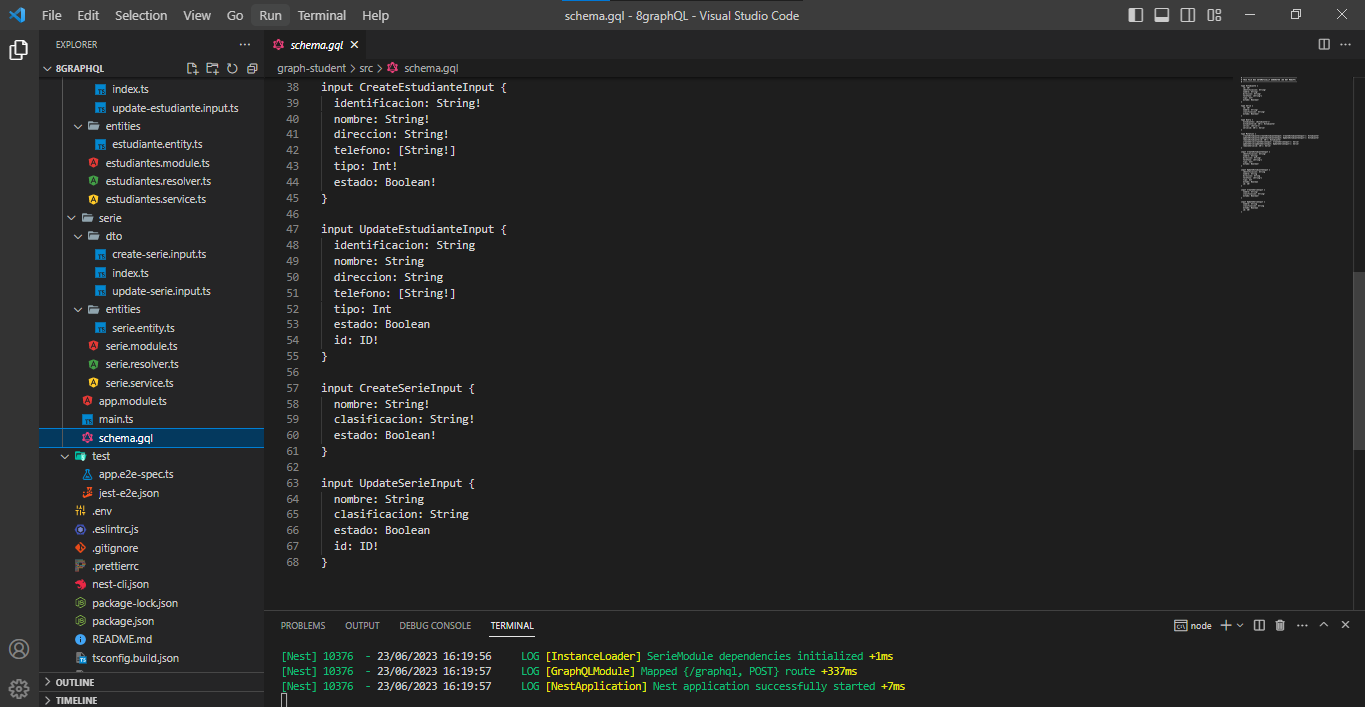 File Edit Selection View Go Run Terminal Help schema.gql - 8graphQL - Visual Studio Code
EXPLORER
8GRAPHQL
index.ts
update-estudiante.input.ts
entities
estudiante.entity.ts
estudiantes.module.ts
estudiantes.resolver.ts
estudiantes.service.ts
serie
dto
create-serie.input.ts
index.ts
update-serie.input.ts
entities
serie.entity.ts
serie.module.ts
serie.resolver.ts
serie.service.ts
app.module.ts
main.ts
schema.gql
test
app.e2e-spec.ts
jest-e2e.json
.env
.eslintrc.js
.gitignore
.prettierrc
nest-cli.json
package-lock.json
package.json
README.md
tsconfig.build.json
OUTLINE
TIMELINE
schema.gql
graph-student > src > schema.gql
38 input CreateEstudianteInput {
39 identificacion: String!
40 nombre: String!
41 direccion: String!
42 telefono: [String!]
43 tipo: Int!
44 estado: Boolean!
45 }
46
47 input UpdateEstudianteInput {
48 identificacion: String
49 nombre: String
50 direccion: String
51 telefono: [String!]
52 tipo: Int
53 estado: Boolean
54 id: ID!
55 }
56
57 input CreateSerieInput {
58 nombre: String!
59 clasificacion: String!
60 estado: Boolean!
61 }
62
63 input UpdateSerieInput {
64 nombre: String
65 clasificacion: String
66 estado: Boolean
67 id: ID!
68 }
PROBLEMS OUTPUT DEBUG CONSOLE TERMINAL node
[Nest] 10376 - 23/06/2023 16:19:56 LOG [InstanceLoader] SerieModule dependencies initialized +1ms
[Nest] 10376 - 23/06/2023 16:19:57 LOG [GraphQLModule] Mapped {/graphql, POST} route +337ms
[Nest] 10376 - 23/06/2023 16:19:57 LOG [NestApplication] Nest application successfully started +7ms